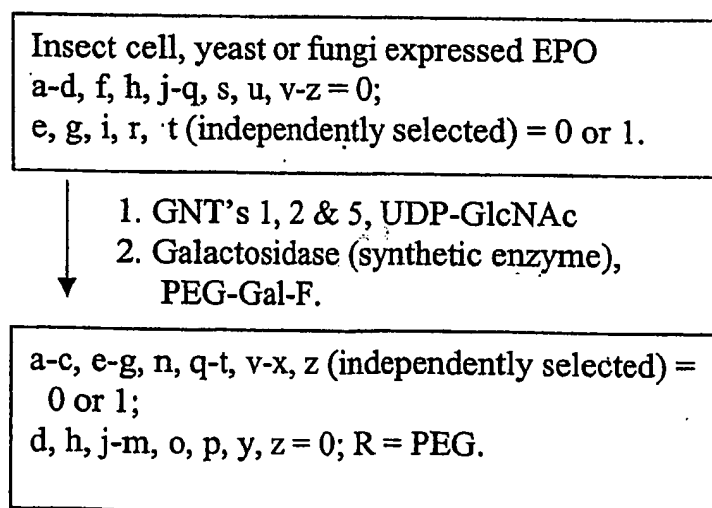 Insect cell, yeast or fungi expressed EPO
a-d, f, h, j-q, s, u, v-z = 0;
e, g, i, r, t (independently selected) = 0 or 1.
1. GNT's 1, 2 & 5, UDP-GlcNAc
2. Galactosidase (synthetic enzyme),
PEG-Gal-F.
a-c, e-g, n, q-t, v-x, z (independently selected) =
0 or 1;
d, h, j-m, o, p, y, z = 0; R = PEG.